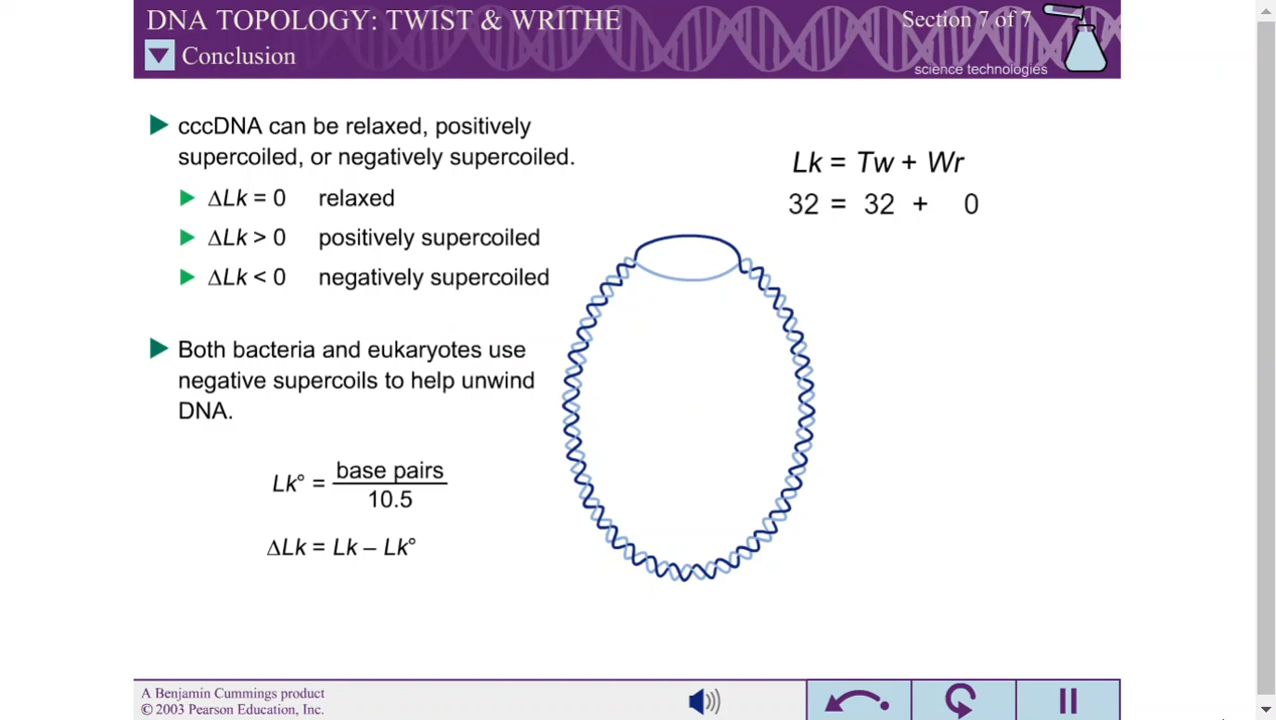 DNA TOPOLOGY: TWIST & WRITHE
Section 7 of 7
Conclusion
science technologies
cccDNA can be relaxed, positively
supercoiled, or negatively supercoiled.
ΔLk = 0 relaxed
ΔLk > 0 positively supercoiled
ΔLk < 0 negatively supercoiled
Both bacteria and eukaryotes use
negative supercoils to help unwind
DNA.
Lk° = base pairs
10.5
ΔLk = Lk – Lk°
Lk = Tw + Wr
32 = 32 + 0
A Benjamin Cummings product
© 2003 Pearson Education, Inc.